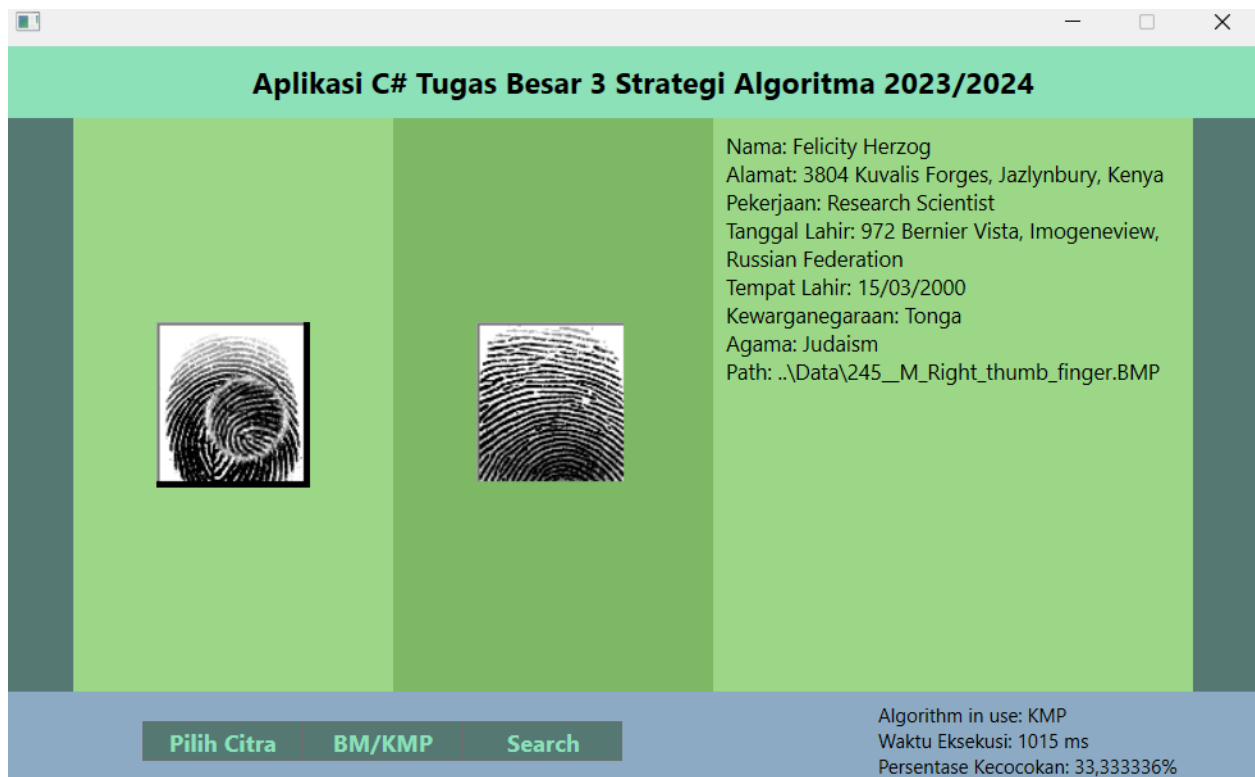 Aplikasi C# Tugas Besar 3 Strategi Algoritma 2023/2024
Nama: Felicity Herzog
Alamat: 3804 Kuvalis Forges, Jazlynbury, Kenya
Pekerjaan: Research Scientist
Tanggal Lahir: 972 Bernier Vista, Imogeneview,
Russian Federation
Tempat Lahir: 15/03/2000
Kewarganegaraan: Tonga
Agama: Judaism
Path: ..\Data\245__M_Right_thumb_finger.BMP
Pilih Citra
BM/KMP
Search
Algorithm in use: KMP
Waktu Eksekusi: 1015 ms
Persentase Kecocokan: 33,333336%